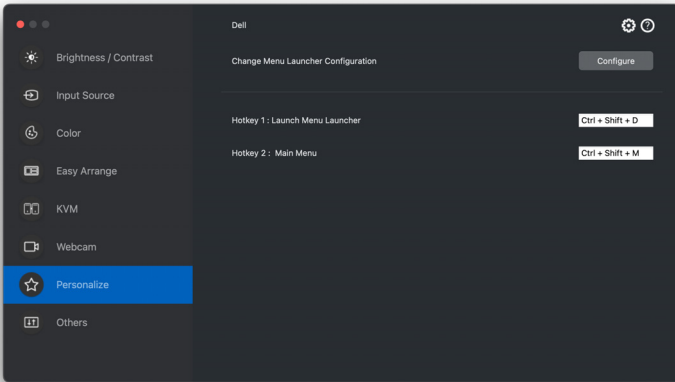 Dell
Brightness / Contrast
Change Menu Launcher Configuration
Configure
Input Source
Hotkey 1 : Launch Menu Launcher
Ctrl + Shift + D
Color
Hotkey 2 :  Main Menu
Ctrl + Shift + M
Easy Arrange
KVM
Webcam
Personalize
Others